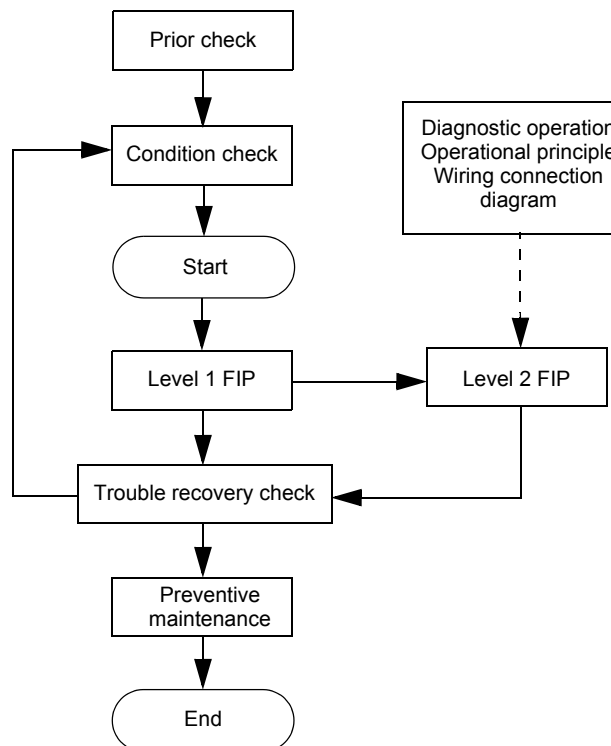 Prior check
Condition check
Diagnostic operation
Operational principle
Wiring connection
diagram
Start
Level 1 FIP
Level 2 FIP
Trouble recovery check
Preventive
maintenance
End